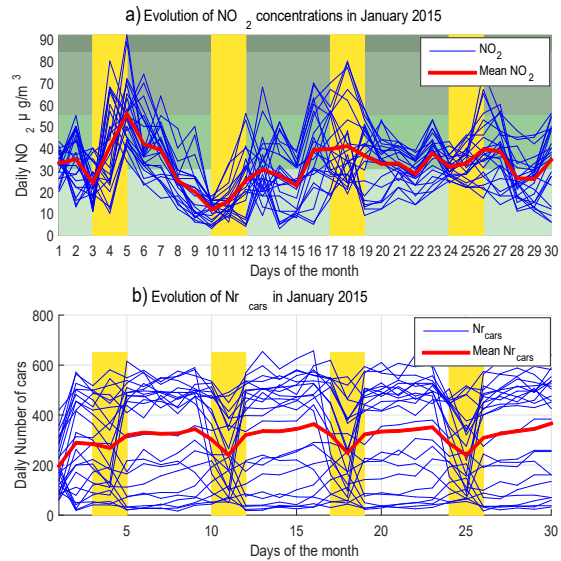 a) Evolution of NO 2 concentrations in January 2015
90
80
70
60
50
40
30
20
10
0
Daily NO 2 μ g/m 3
NO2
Mean NO2
1 2 3 4 5 6 7 8 9 10 11 12 13 14 15 16 17 18 19 20 21 22 23 24 25 26 27 28 29 30
Days of the month
b) Evolution of Nr cars in January 2015
800
600
400
200
0
Daily Number of cars
Nrcars
Mean Nrcars
5 10 15 20 25 30
Days of the month